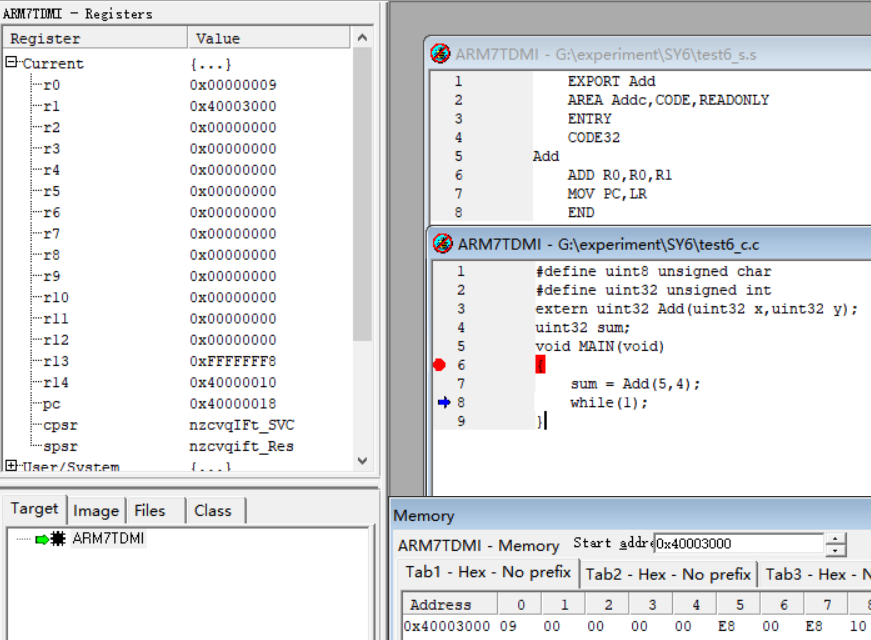 ARM7TDMI - Registers
Register Value
Current {...}
r0 0x00000009
r1 0x40003000
r2 0x00000000
r3 0x00000000
r4 0x00000000
r5 0x00000000
r6 0x00000000
r7 0x00000000
r8 0x00000000
r9 0x00000000
r10 0x00000000
r11 0x00000000
r12 0x00000000
r13 0xFFFFFFF8
r14 0x40000010
pc 0x40000018
cpsr nzcvqIFt_SVC
spsr nzcvqift_Res
User/System {...}
Target Image Files Class
ARM7TDMI
ARM7TDMI - G:\experiment\SY6\test6_s.s
1 EXPORT Add
2 AREA Addc,CODE,READONLY
3 ENTRY
4 CODE32
5 Add
6 ADD R0,R0,R1
7 MOV PC,LR
8 END
ARM7TDMI - G:\experiment\SY6\test6_c.c
1 #define uint8 unsigned char
2 #define uint32 unsigned int
3 extern uint32 Add(uint32 x,uint32 y);
4 uint32 sum;
5 void MAIN(void)
6 {
7 sum = Add(5,4);
8 while(1);
9 }
Memory
ARM7TDMI - Memory Start addre 0x40003000
Tab1 - Hex - No prefix Tab2 - Hex - No prefix Tab3 - Hex - N
Address 0 1 2 3 4 5 6 7 8
0x40003000 09 00 00 00 00 E8 00 E8 10